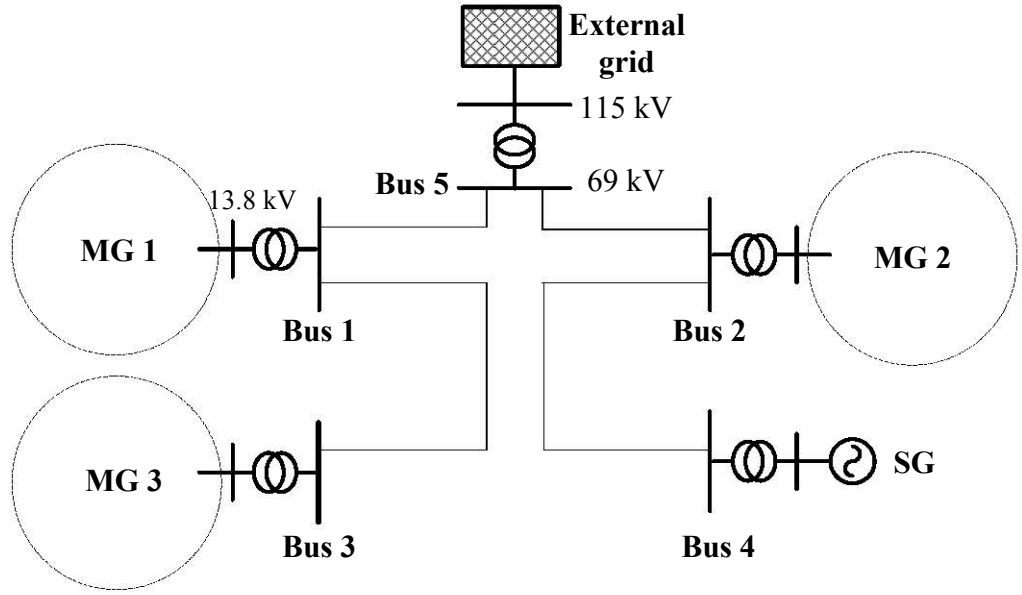 External
grid
115 kV
Bus 5
69 kV
13.8 kV
MG 1
MG 2
Bus 1
Bus 2
MG 3
SG
Bus 3
Bus 4